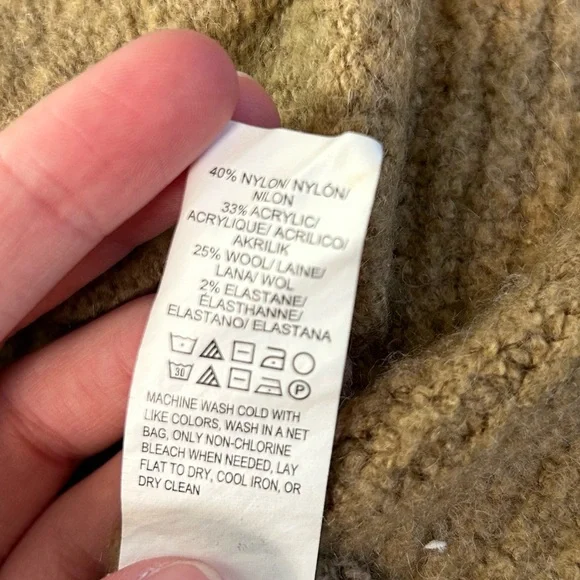 40% NYLON/ NYLÓN/
NILON
33% ACRYLIC/
ACRYLIQUE/ ACRILICO/
AKRILIK
25% WOOL/ LAINE/
LANA/ WOL
2% ELASTANE/
ÉLASTHANNE/
ELASTANO/ ELASTANA
30 P
MACHINE WASH COLD WITH
LIKE COLORS, WASH IN A NET
BAG, ONLY NON-CHLORINE
BLEACH WHEN NEEDED, LAY
FLAT TO DRY, COOL IRON, OR
DRY CLEAN